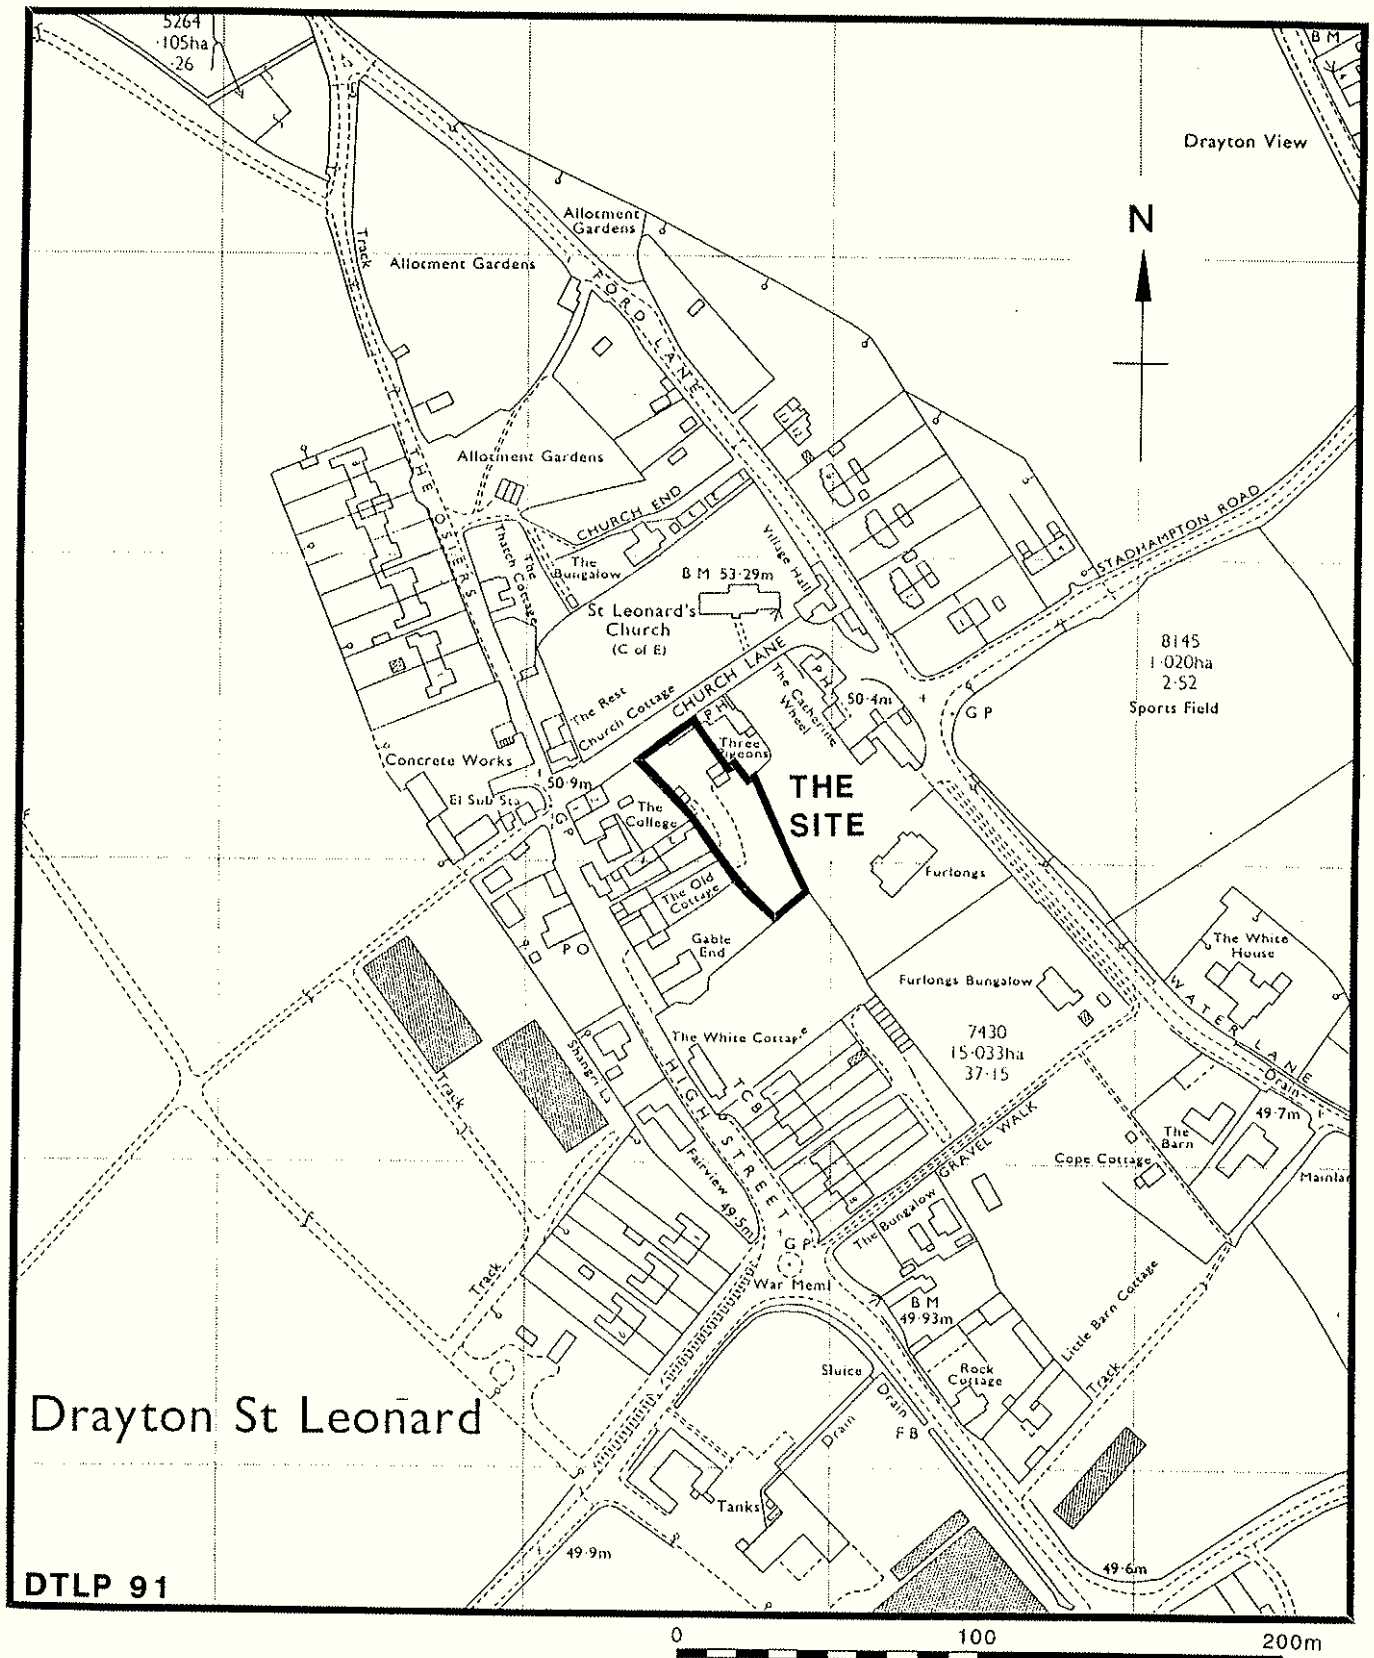 5264
·105ha
·26
B M
Drayton View
N
Allotment
Gardens
Track
Allotment Gardens
FORD LANE
Allotment Gardens
THE OSIERS
CHURCH END
STADHAMPTON ROAD
Thatch Cottage
The
The
Bungalow
Village Hall
B M 53·29m
St Leonard's
Church
(C of E)
8145
1·020ha
2·52
Sports Field
CHURCH LANE
The Rest
Church Cottage
PH
The Catherine
Wheel
50·4m
G P
PH
Three
Pigeons
Concrete Works
50·9m
El Sub Sta
GP
The
College
THE
SITE
Furlongs
The Old
Cottage
PO
Gable
End
The White
House
Furlongs Bungalow
WATER LANE
7430
15·033ha
37·15
The White Cottage
Shangri La
Track
HIGH STREET
TCB
Drain
49·7m
GRAVEL WALK
The
Barn
Cope Cottage
Mainlan
Fairview
49·5m
The Bungalow
G P
War Meml
Track
B M
49·93m
Little Barn Cottage
Sluice
Rock
Cottage
Track
Drain
Drain
F B
Drayton St Leonard
Tanks
49·9m
49·6m
DTLP 91
0
100
200m